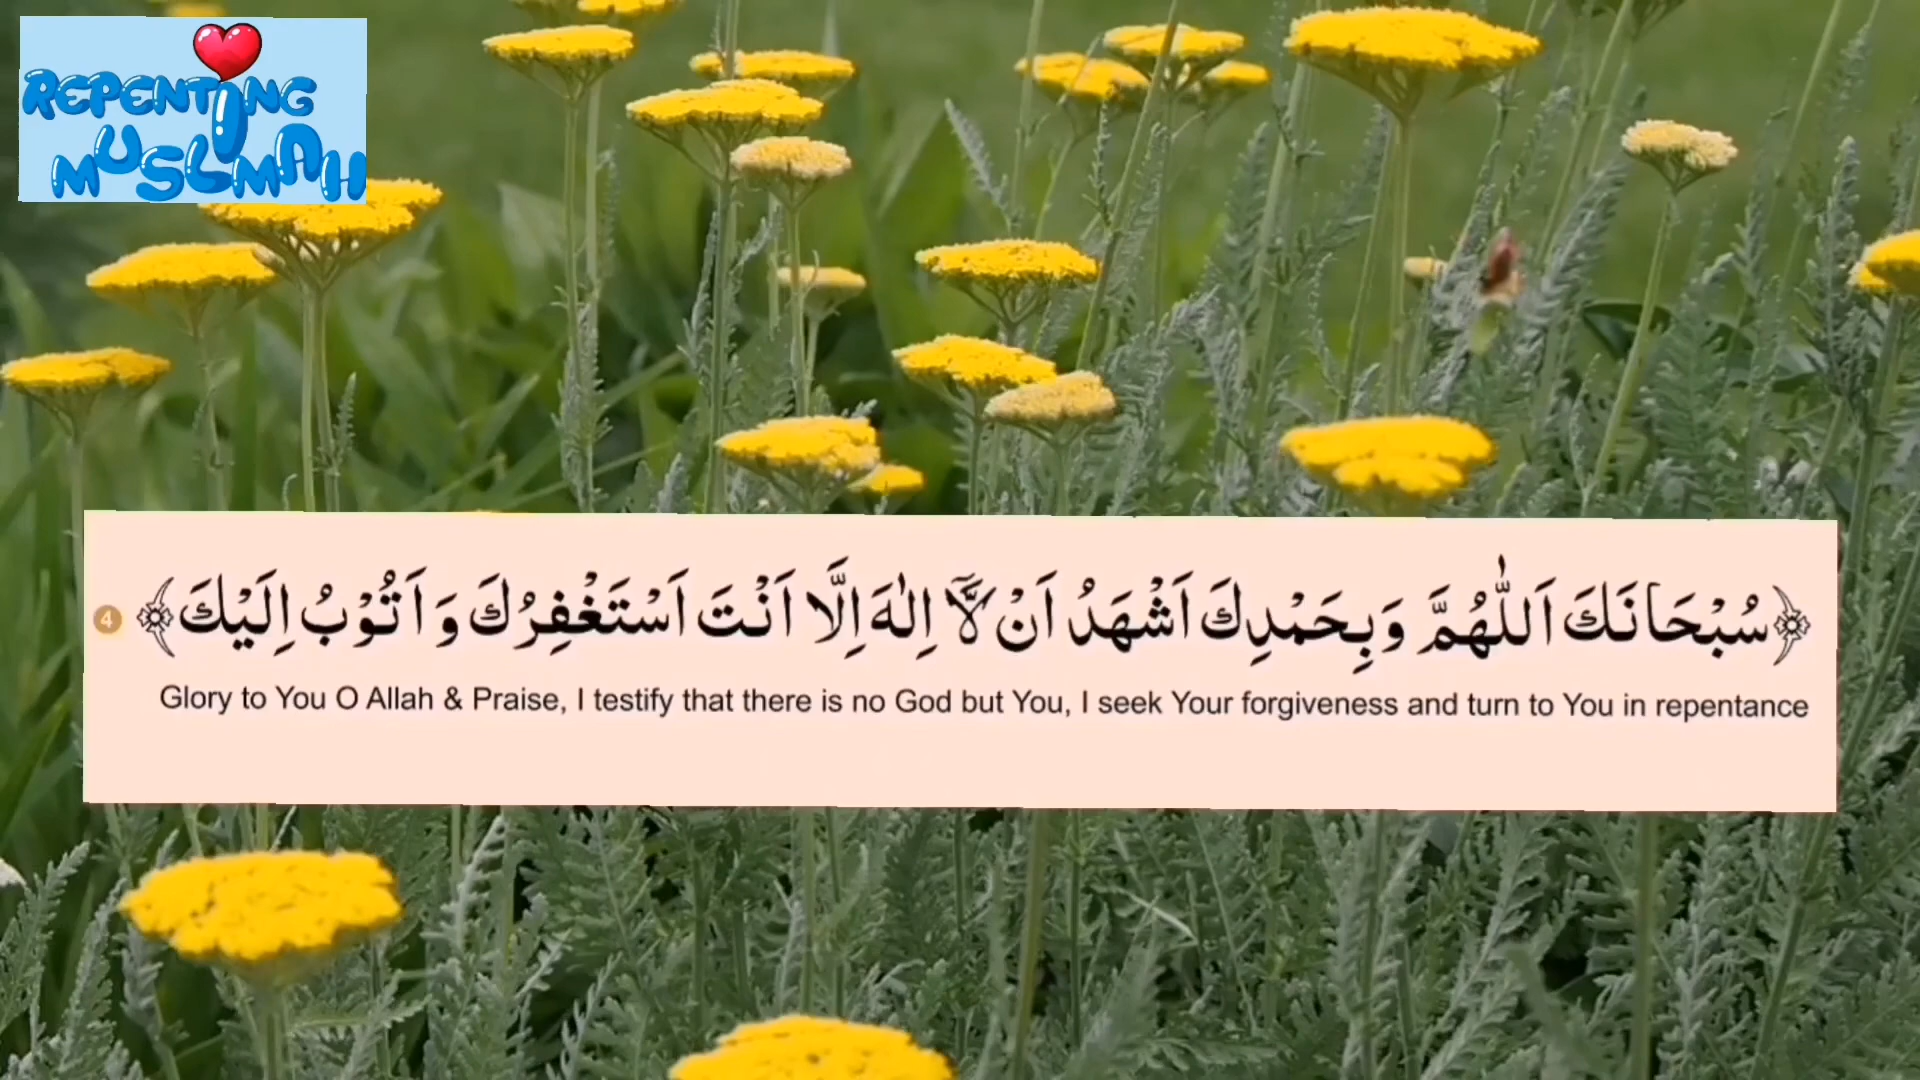 REPENTING
MUSLIMAH
﴿سُبْحَانَكَ اَللّٰهُمَّ وَبِحَمْدِكَ اَشْهَدُ اَنْ لَّآ اِلٰهَ اِلَّا اَنْتَ اَسْتَغْفِرُكَ وَ اَتُوْبُ اِلَيْكَ﴾ 4
Glory to You O Allah & Praise, I testify that there is no God but You, I seek Your forgiveness and turn to You in repentance